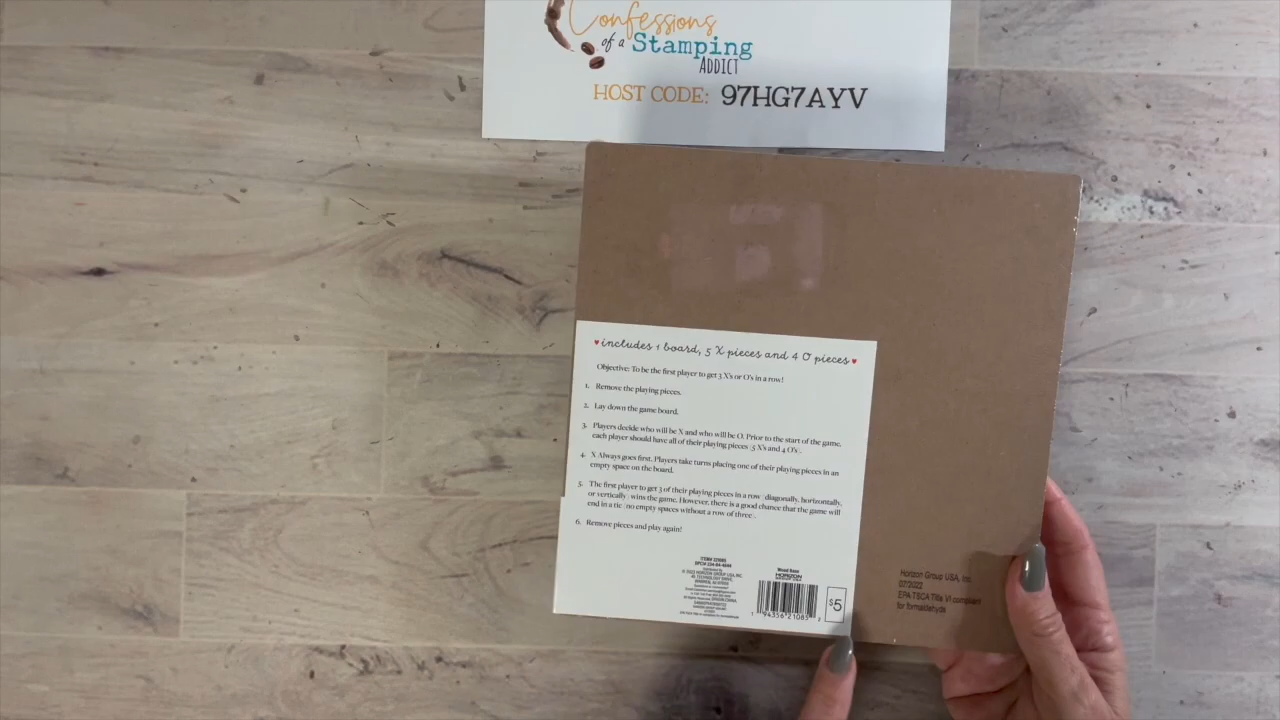 Confessions
of a Stamping
ADDICT
HOST CODE: 97HG7AYV
includes 1 board, 5 X pieces and 4 O pieces
Objective: To be the first player to get 3 X's or O's in a row!
1. Remove the playing pieces.
2. Lay down the game board.
3. Players decide who will be X and who will be O. Prior to the start of the game,
each player should have all of their playing pieces (5 X's and 4 O's).
4. X Always goes first. Players take turns placing one of their playing pieces in an
empty space on the board.
5. The first player to get 3 of their playing pieces in a row (diagonally, horizontally,
or vertically) wins the game. However, there is a good chance that the game will
end in a tie (no empty spaces without a row of three).
6. Remove pieces and play again!
Wood Base
HORIZON
$5
Horizon Group USA, Inc.
07/2022
EPA TSCA Title VI compliant
for formaldehyde